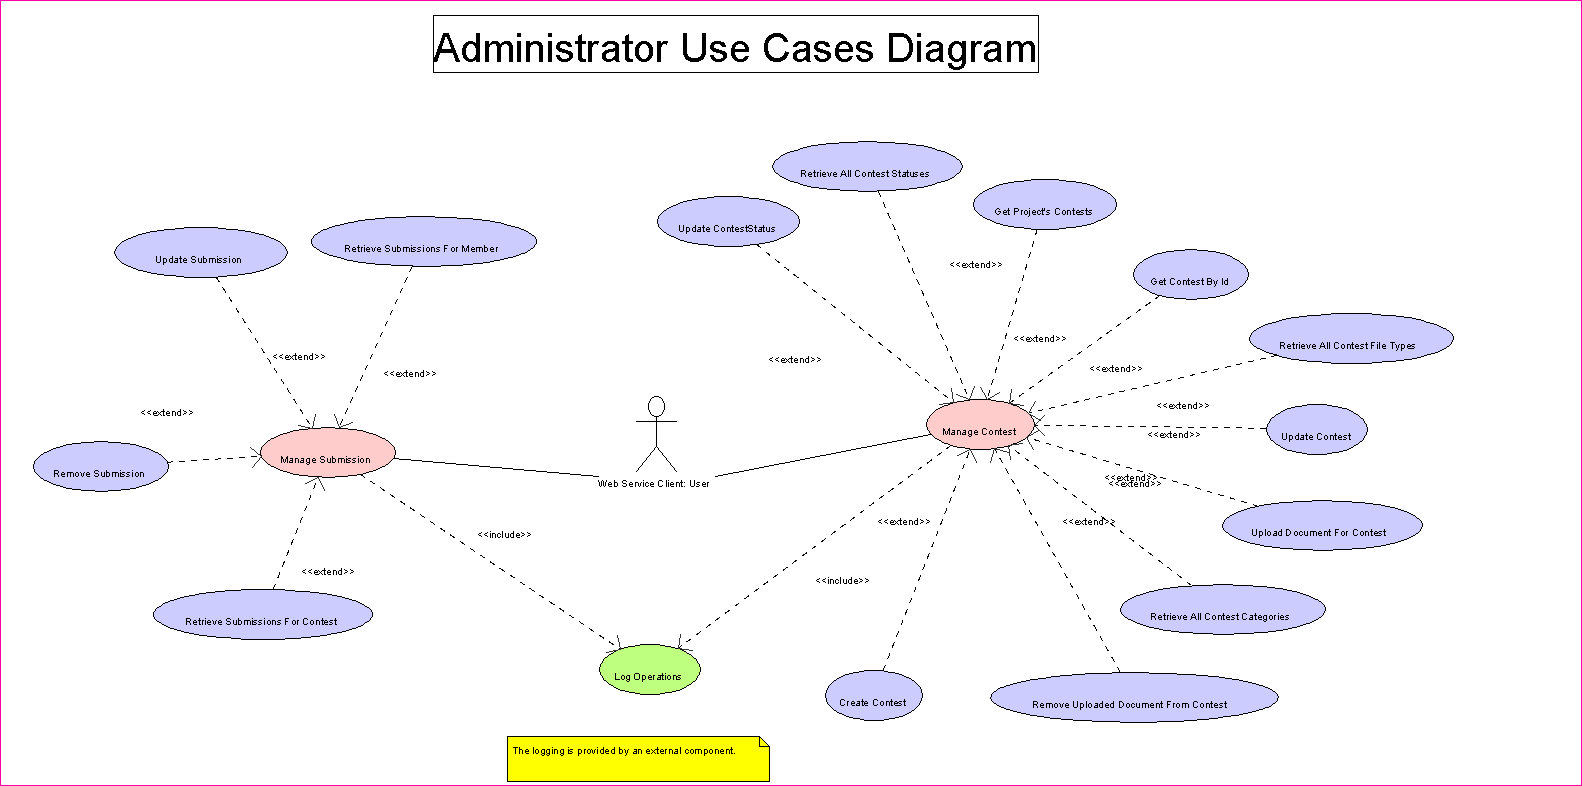 Administrator Use Cases Diagram
Retrieve All Contest Statuses
Get Project's Contests
Update ContestStatus
Retrieve Submissions For Member
Update Submission
<<extend>>
Get Contest By Id
<<extend>>
Retrieve All Contest File Types
<<extend>>
<<extend>>
<<extend>>
<<extend>>
<<extend>>
<<extend>>
Manage Contest
<<extend>>
Update Contest
Manage Submission
Remove Submission
Web Service Client: User
<<extend>>
<<extend>>
Upload Document For Contest
<<include>>
<<extend>>
<<extend>>
<<extend>>
<<include>>
Retrieve Submissions For Contest
Retrieve All Contest Categories
Log Operations
Create Contest
Remove Uploaded Document From Contest
The logging is provided by an external component.